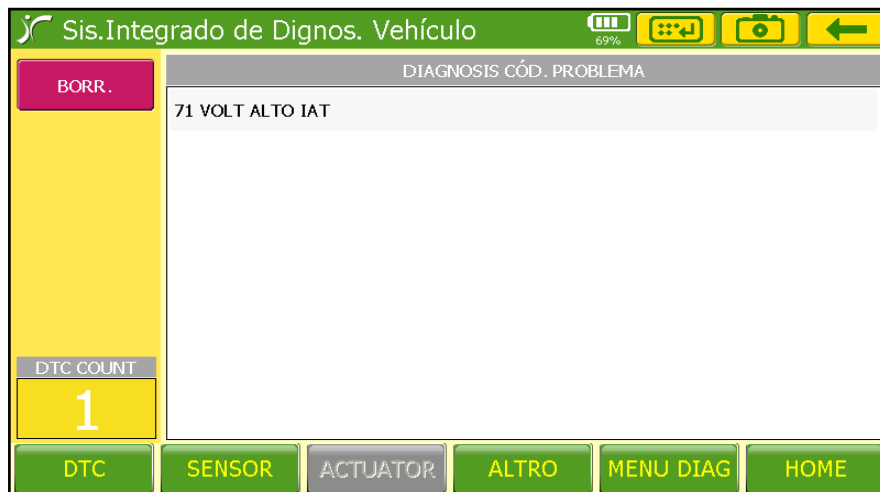 Sis.Integrado de Dignos. Vehículo
69%
BORR.
DIAGNOSIS CÓD. PROBLEMA
71 VOLT ALTO IAT
DTC COUNT
1
DTC
SENSOR
ACTUATOR
ALTRO
MENU DIAG
HOME